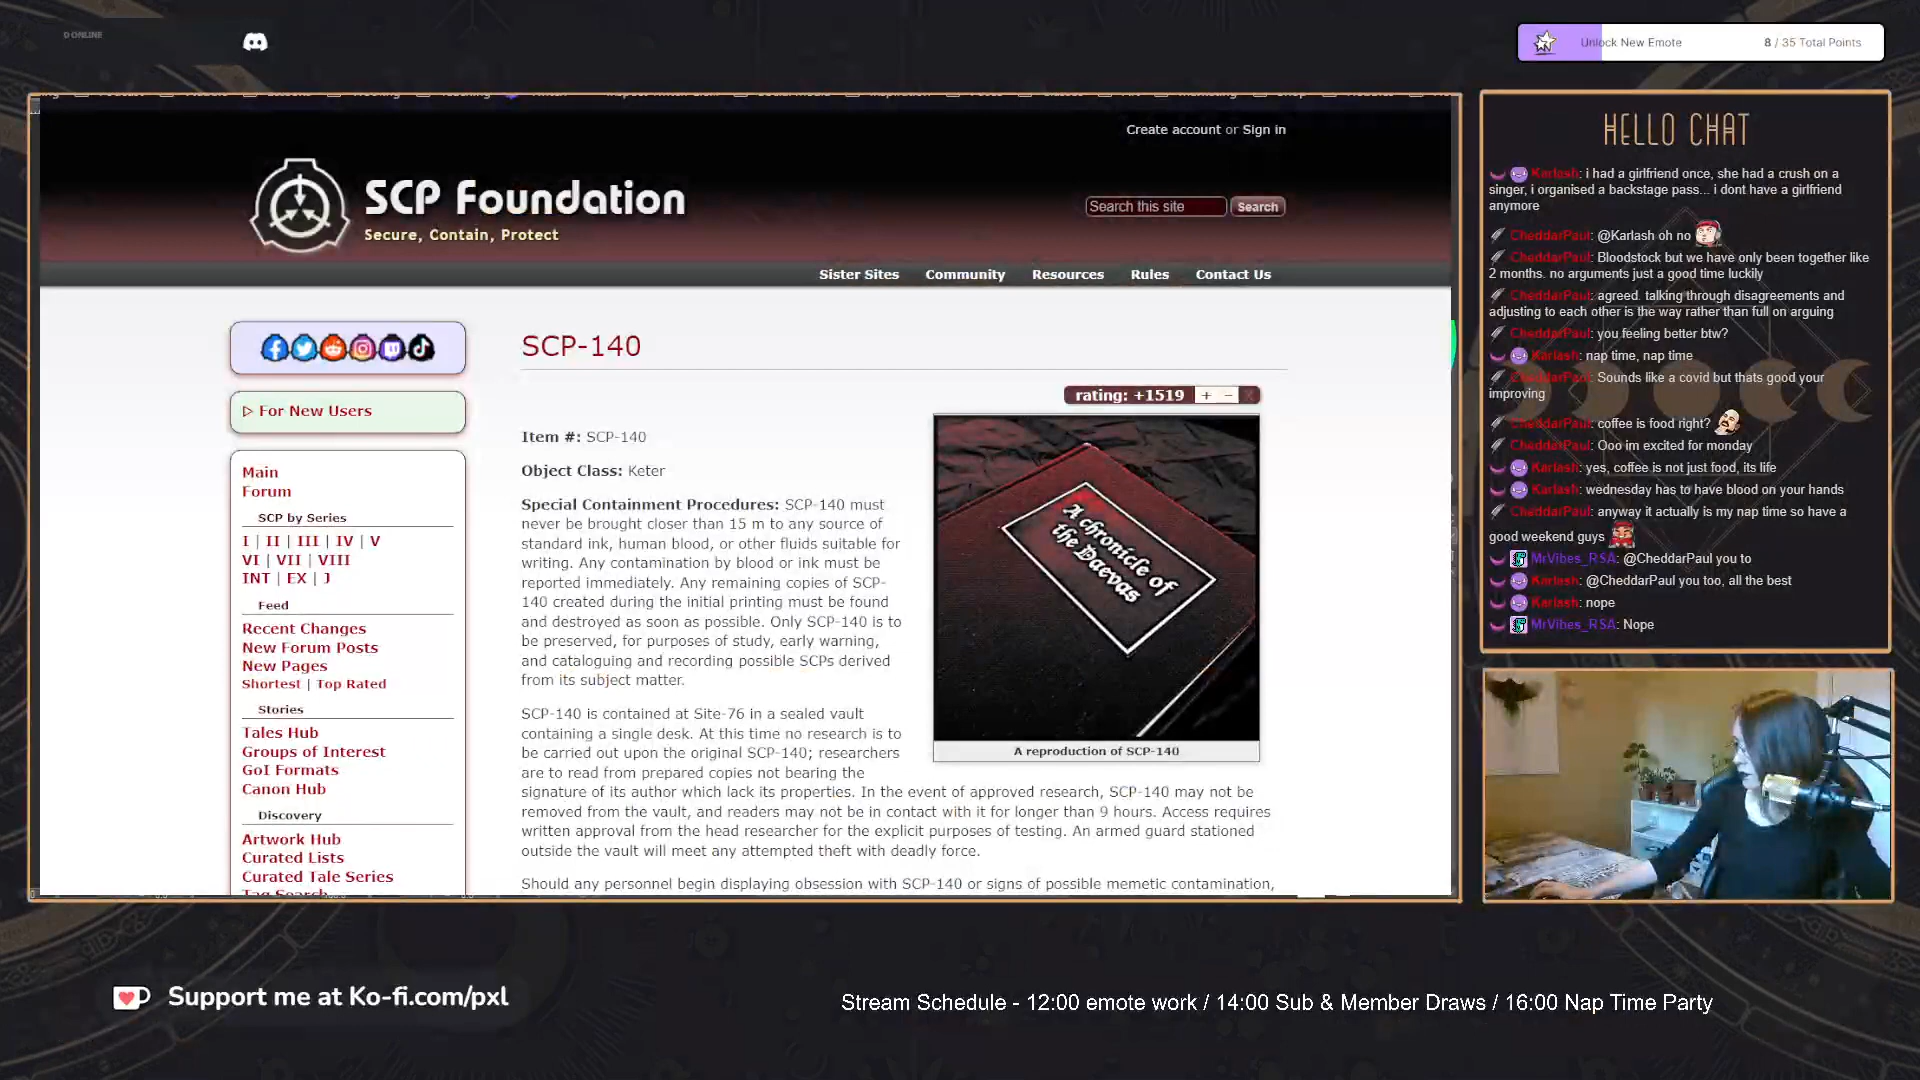 D ONLINE
Unlock New Emote
8 / 35 Total Points
Create account or Sign in
SCP Foundation
Secure, Contain, Protect
Search this site
Search
Sister Sites
Community
Resources
Rules
Contact Us
For New Users
Main
Forum
SCP by Series
I | II | III | IV | V
VI | VII | VIII
INT | EX | J
Feed
Recent Changes
New Forum Posts
New Pages
Shortest | Top Rated
Stories
Tales Hub
Groups of Interest
GoI Formats
Canon Hub
Discovery
Artwork Hub
Curated Lists
Curated Tale Series
Tag Search
SCP-140
rating: +1519 + –
Item #: SCP-140
Object Class: Keter
Special Containment Procedures: SCP-140 must
never be brought closer than 15 m to any source of
standard ink, human blood, or other fluids suitable for
writing. Any contamination by blood or ink must be
reported immediately. Any remaining copies of SCP-
140 created during the initial printing must be found
and destroyed as soon as possible. Only SCP-140 is to
be preserved, for purposes of study, early warning,
and cataloguing and recording possible SCPs derived
from its subject matter.
A chronicle of
the Daevas
A reproduction of SCP-140
SCP-140 is contained at Site-76 in a sealed vault
containing a single desk. At this time no research is to
be carried out upon the original SCP-140; researchers
are to read from prepared copies not bearing the
signature of its author which lack its properties. In the event of approved research, SCP-140 may not be
removed from the vault, and readers may not be in contact with it for longer than 9 hours. Access requires
written approval from the head researcher for the explicit purposes of testing. An armed guard stationed
outside the vault will meet any attempted theft with deadly force.
Should any personnel begin displaying obsession with SCP-140 or signs of possible memetic contamination,
HELLO CHAT
Karlash: i had a girlfriend once, she had a crush on a
singer, i organised a backstage pass... i dont have a girlfriend
anymore
CheddarPaul: @Karlash oh no
CheddarPaul: Bloodstock but we have only been together like
2 months. no arguments just a good time luckily
CheddarPaul: agreed. talking through disagreements and
adjusting to each other is the way rather than full on arguing
CheddarPaul: you feeling better btw?
Karlash: nap time, nap time
CheddarPaul: Sounds like a covid but thats good your
improving
CheddarPaul: coffee is food right?
CheddarPaul: Ooo im excited for monday
Karlash: yes, coffee is not just food, its life
Karlash: wednesday has to have blood on your hands
CheddarPaul: anyway it actually is my nap time so have a
good weekend guys
MrVibes_RSA: @CheddarPaul you to
Karlash: @CheddarPaul you too, all the best
Karlash: nope
MrVibes_RSA: Nope
Support me at Ko-fi.com/pxl
Stream Schedule - 12:00 emote work / 14:00 Sub & Member Draws / 16:00 Nap Time Party